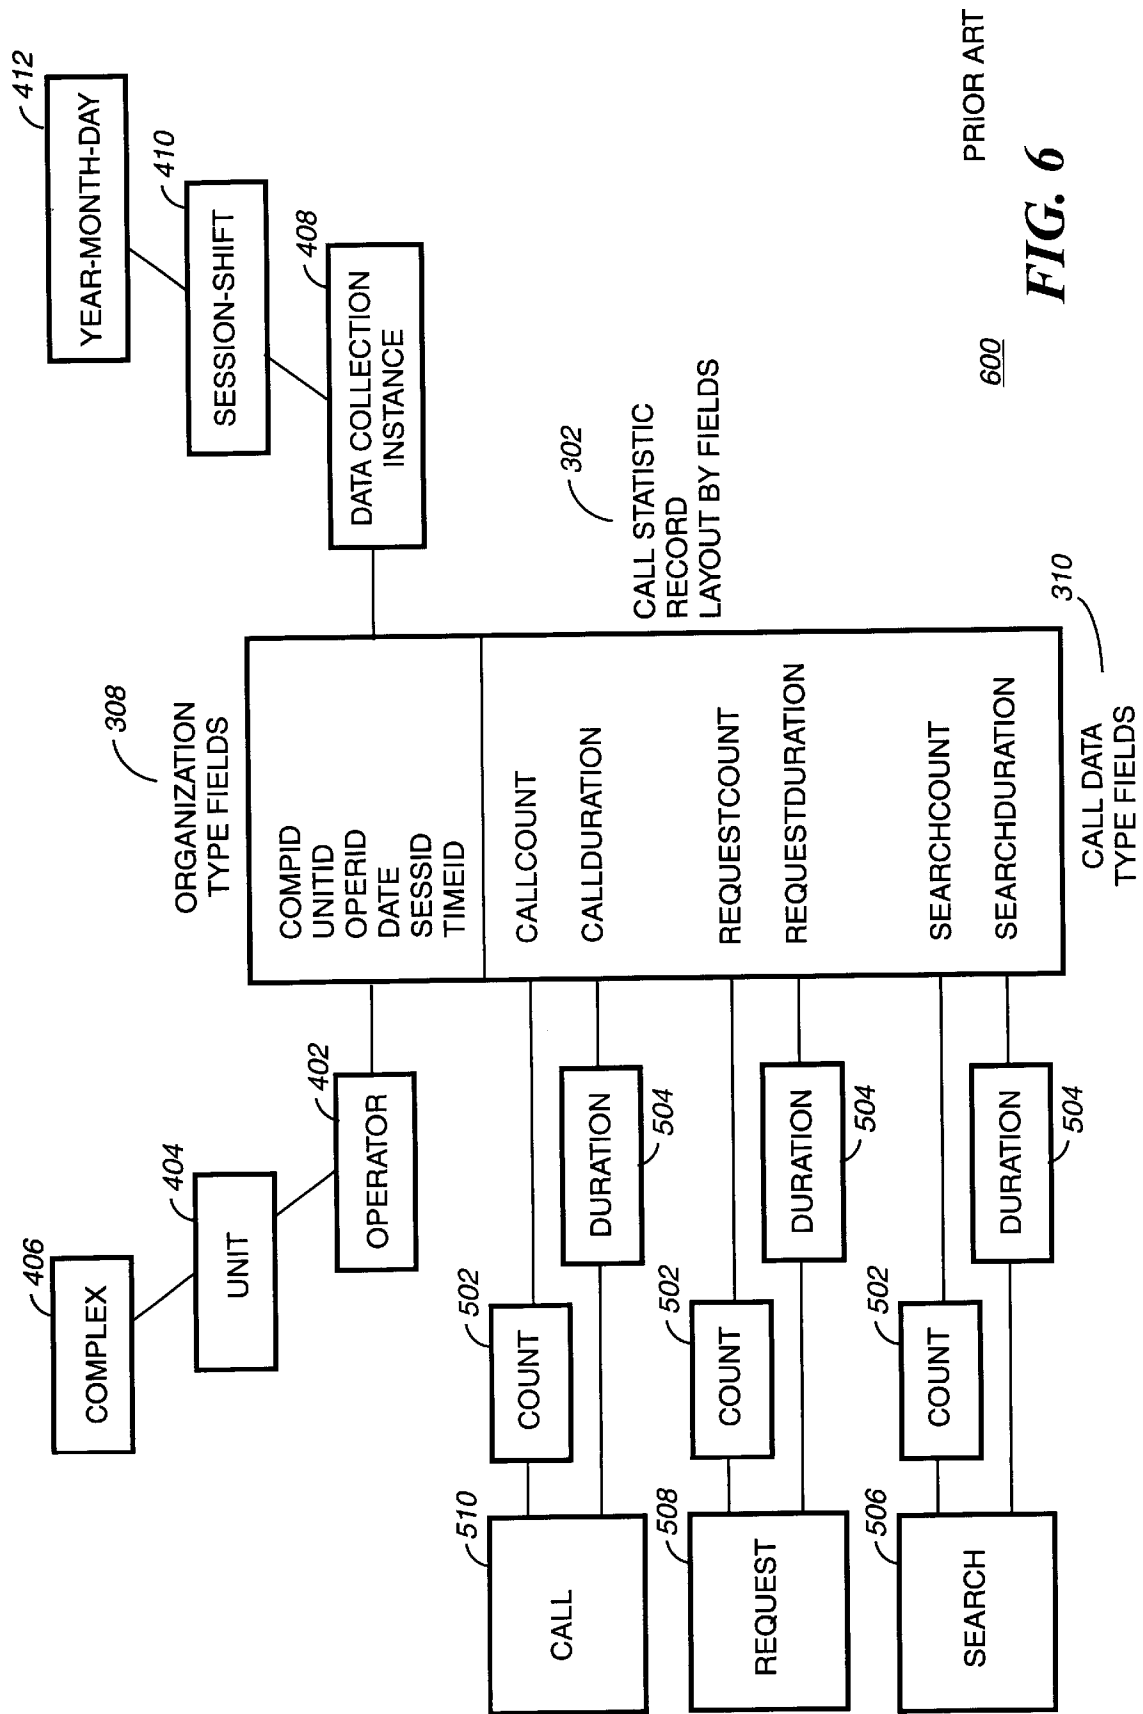 406
COMPLEX
404
UNIT
402
OPERATOR
308
ORGANIZATION
TYPE FIELDS
412
YEAR-MONTH-DAY
410
SESSION-SHIFT
408
DATA COLLECTION
INSTANCE
COMPID
UNITID
OPERID
DATE
SESSID
TIMEID
510
CALL
502
COUNT
CALLCOUNT
DURATION
504
CALLDURATION
508
REQUEST
502
COUNT
REQUESTCOUNT
DURATION
504
REQUESTDURATION
506
SEARCH
502
COUNT
SEARCHCOUNT
DURATION
504
SEARCHDURATION
302
CALL STATISTIC
RECORD
LAYOUT BY FIELDS
310
CALL DATA
TYPE FIELDS
600
PRIOR ART
FIG. 6